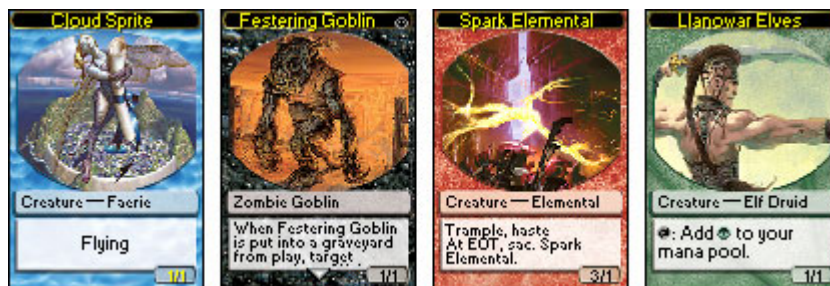 Cloud Sprite
Creature — Faerie
Flying
1/1
Festering Goblin
Zombie Goblin
When Festering Goblin
is put into a graveyard
from play, target
1/1
Spark Elemental
Creature — Elemental
Trample, haste
At EOT, sac. Spark
Elemental.
3/1
Llanowar Elves
Creature — Elf Druid
: Add to your
mana pool.
1/1